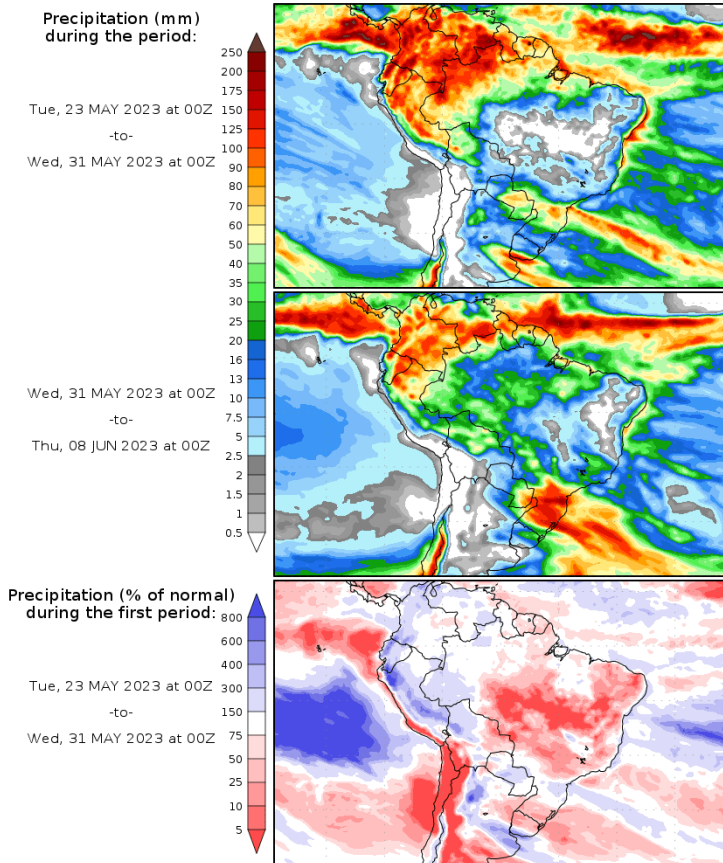 Precipitation (mm)
during the period:
Tue, 23 MAY 2023 at 00Z
-to-
Wed, 31 MAY 2023 at 00Z
250
200
175
150
125
100
90
80
70
60
50
40
35
30
25
20
16
13
10
7.5
5
2.5
2
1.5
1
0.5
Wed, 31 MAY 2023 at 00Z
-to-
Thu, 08 JUN 2023 at 00Z
Precipitation (% of normal)
during the first period:
Tue, 23 MAY 2023 at 00Z
-to-
Wed, 31 MAY 2023 at 00Z
800
600
400
300
150
75
50
25
10
5